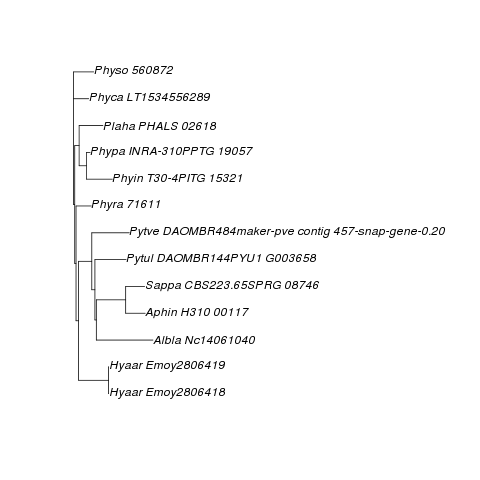 Physo 560872
Phyca LT1534556289
Plaha PHALS 02618
Phypa INRA-310PPTG 19057
Phyin T30-4PITG 15321
Phyra 71611
Pytve DAOMBR484maker-pve contig 457-snap-gene-0.20
Pytul DAOMBR144PYU1 G003658
Sappa CBS223.65SPRG 08746
Aphin H310 00117
Albla Nc14061040
Hyaar Emoy2806419
Hyaar Emoy2806418